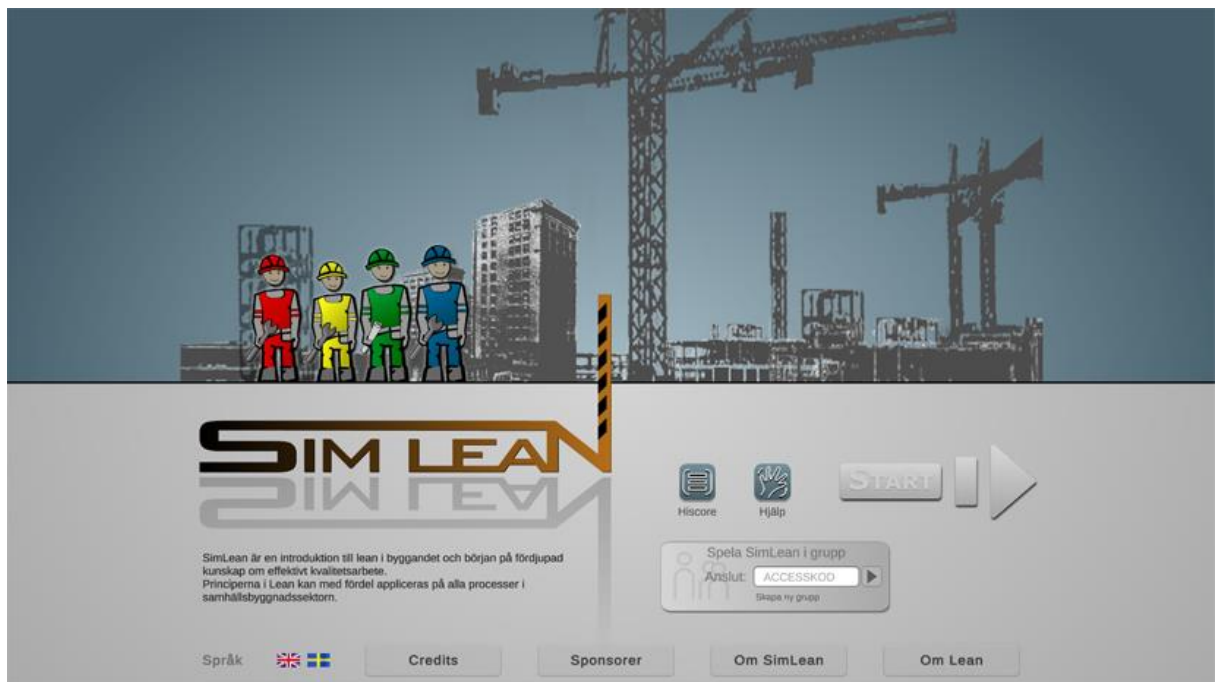 SIM LEAN
Hiscore
Hjälp
START
SimLean är en introduktion till lean i byggandet och början på fördjupad
kunskap om effektivt kvalitetsarbete.
Principerna i Lean kan med fördel appliceras på alla processer i
samhällsbyggnadssektorn.
Spela SimLean i grupp
Anslut: ACCESSKOD
Skapa ny grupp
Språk
Credits
Sponsorer
Om SimLean
Om Lean